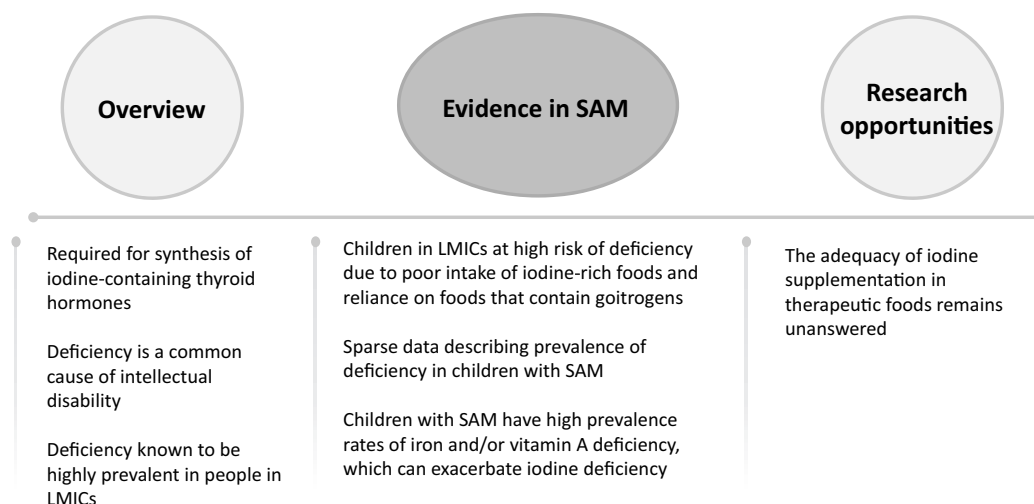 Overview
Evidence in SAM
Research
opportunities
Required for synthesis of
iodine-containing thyroid
hormones
Deficiency is a common
cause of intellectual
disability
Deficiency known to be
highly prevalent in people in
LMICs
Children in LMICs at high risk of deficiency
due to poor intake of iodine-rich foods and
reliance on foods that contain goitrogens
Sparse data describing prevalence of
deficiency in children with SAM
Children with SAM have high prevalence
rates of iron and/or vitamin A deficiency,
which can exacerbate iodine deficiency
The adequacy of iodine
supplementation in
therapeutic foods remains
unanswered